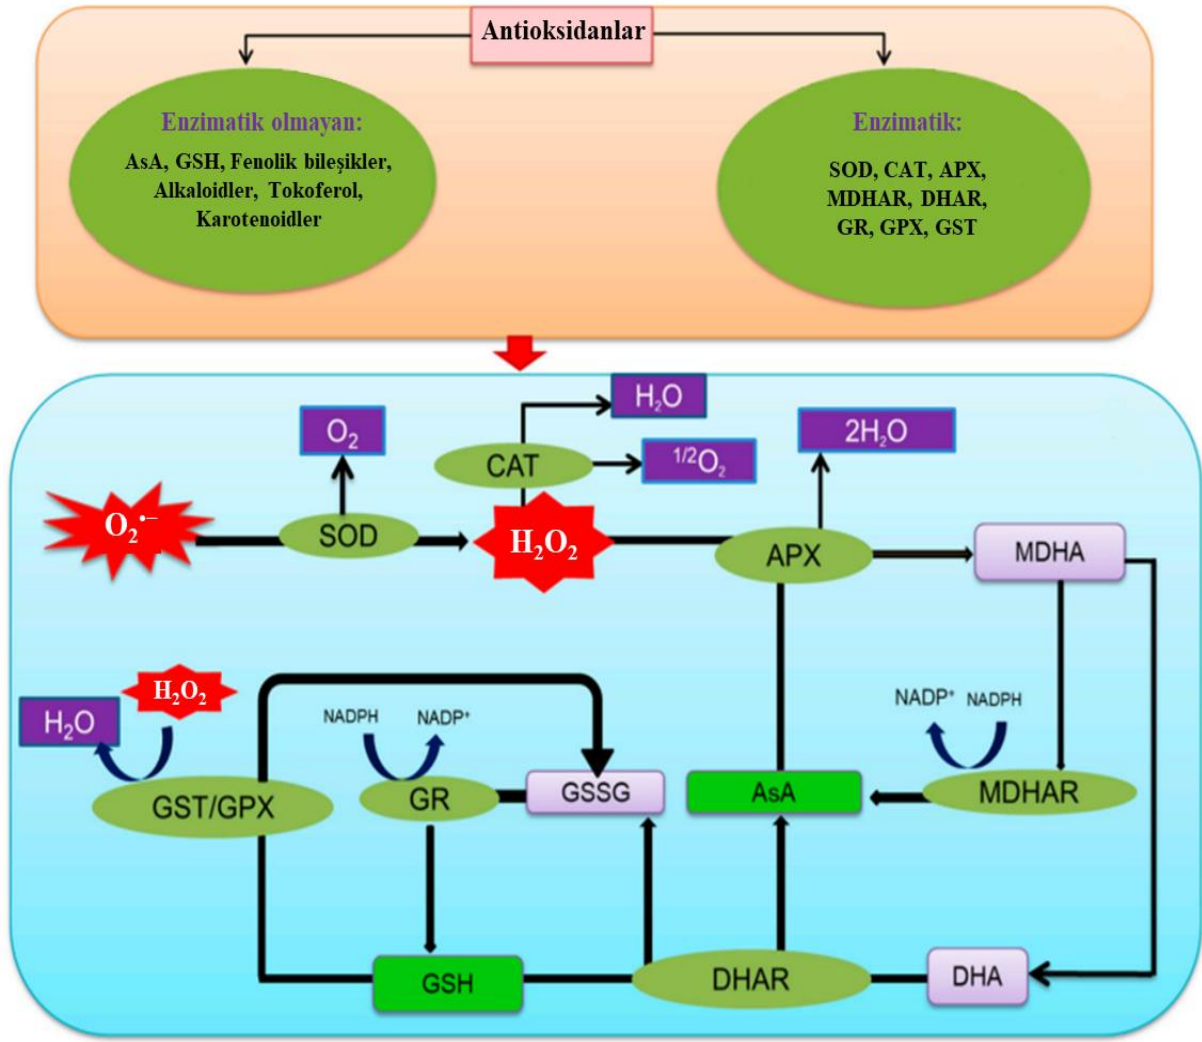 Antioksidanlar
Enzimatik olmayan:
AsA, GSH, Fenolik bileşikler,
Alkaloidler, Tokoferol,
Karotenoidler
Enzimatik:
SOD, CAT, APX,
MDHAR, DHAR,
GR, GPX, GST
H₂O
O₂
2H₂O
CAT
1/2O₂
O₂•−
SOD
H₂O₂
APX
MDHA
H₂O₂
H₂O
NADPH
NADP⁺
NADP⁺
NADPH
GST/GPX
GR
GSSG
AsA
MDHAR
GSH
DHAR
DHA